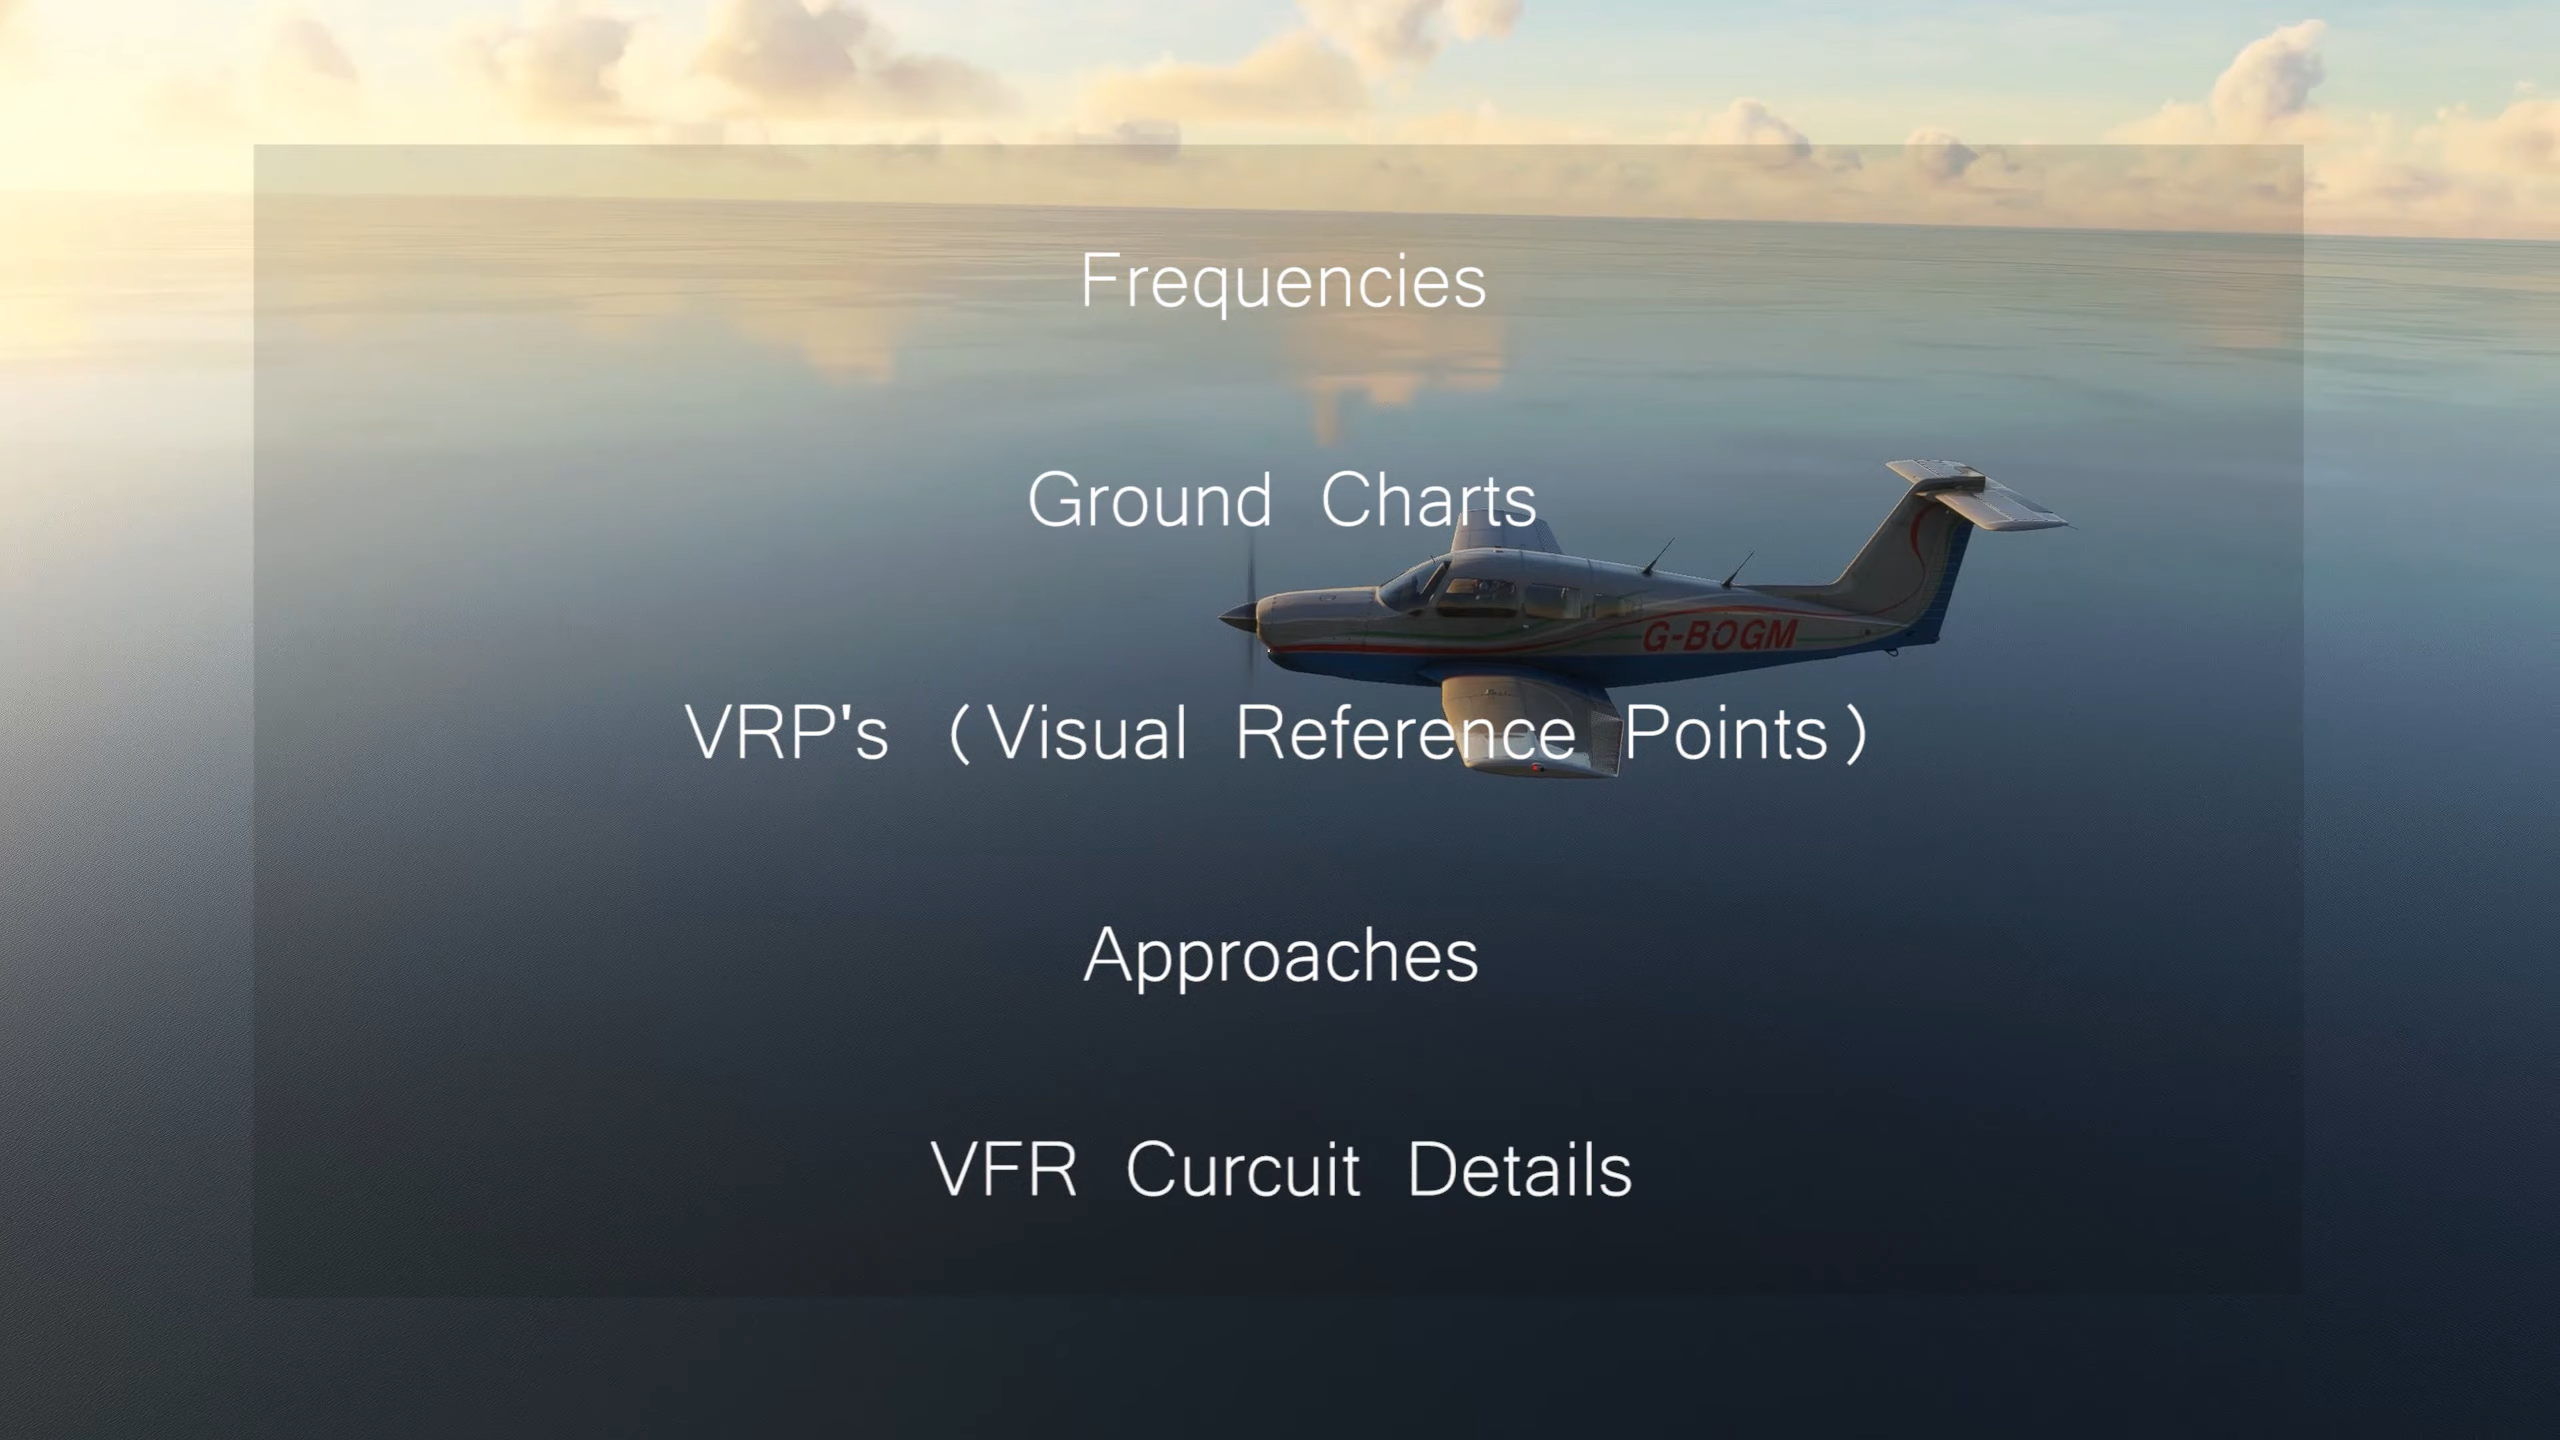 Frequencies
Ground Charts
G-BOGM
VRP's (Visual Reference Points)
Approaches
VFR Curcuit Details